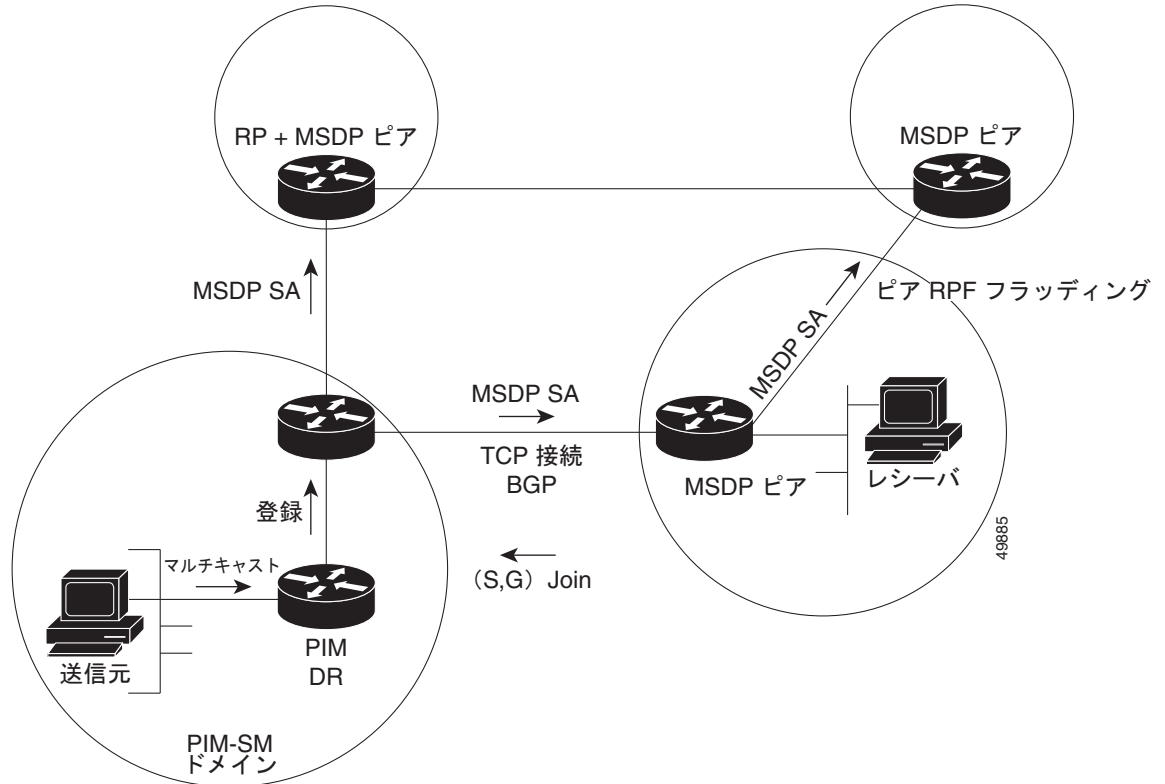 RP + MSDP ピア
MSDP ピア
MSDP SA
ピア RPF フラッディング
MSDP SA
MSDP SA
TCP 接続
BGP
MSDP ピア
レシーバ
登録
マルチキャスト
(S,G) Join
49885
送信元
PIM
DR
PIM-SM
ドメイン